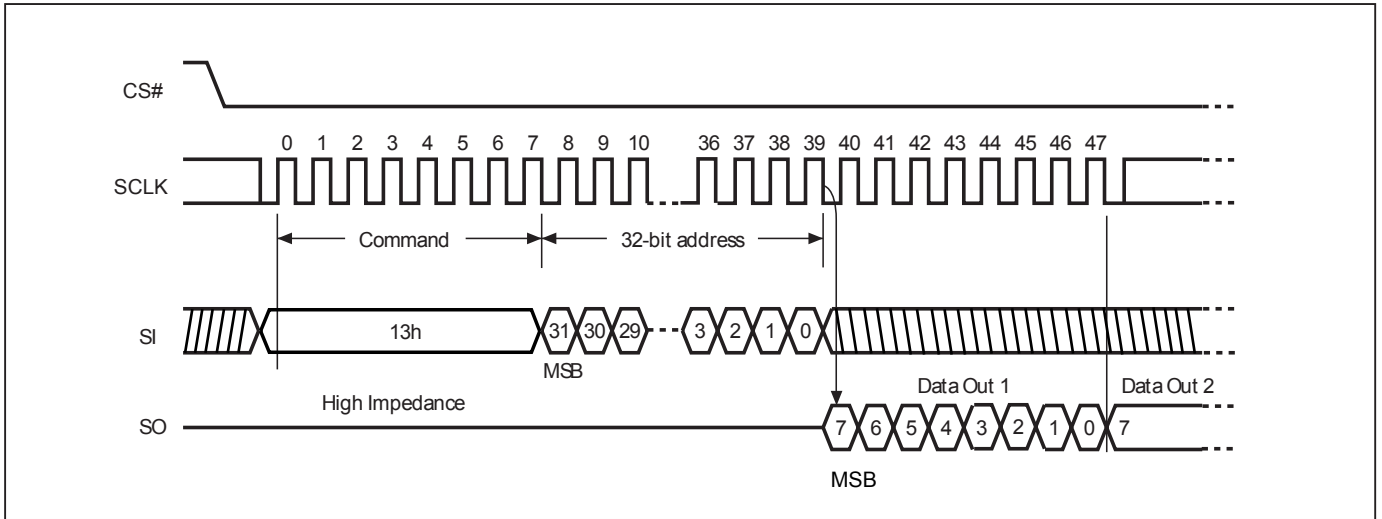 CS#
0 1 2 3 4 5 6 7 8 9 10 36 37 38 39 40 41 42 43 44 45 46 47
SCLK
Command 32-bit address
SI 13h 31 30 29 3 2 1 0
MSB
Data Out 1 Data Out 2
High Impedance
SO 7 6 5 4 3 2 1 0 7
MSB